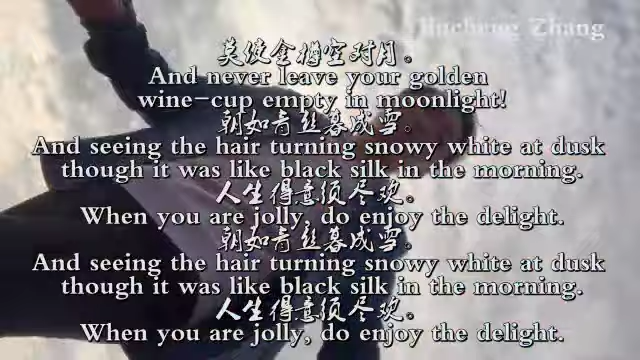 Yucheng Zhang
莫使金樽空对月。
And never leave your golden
wine-cup empty in moonlight!
朝如青丝暮成雪。
And seeing the hair turning snowy white at dusk
though it was like black silk in the morning.
人生得意须尽欢。
When you are jolly, do enjoy the delight.
朝如青丝暮成雪。
And seeing the hair turning snowy white at dusk
though it was like black silk in the morning.
人生得意须尽欢。
When you are jolly, do enjoy the delight.